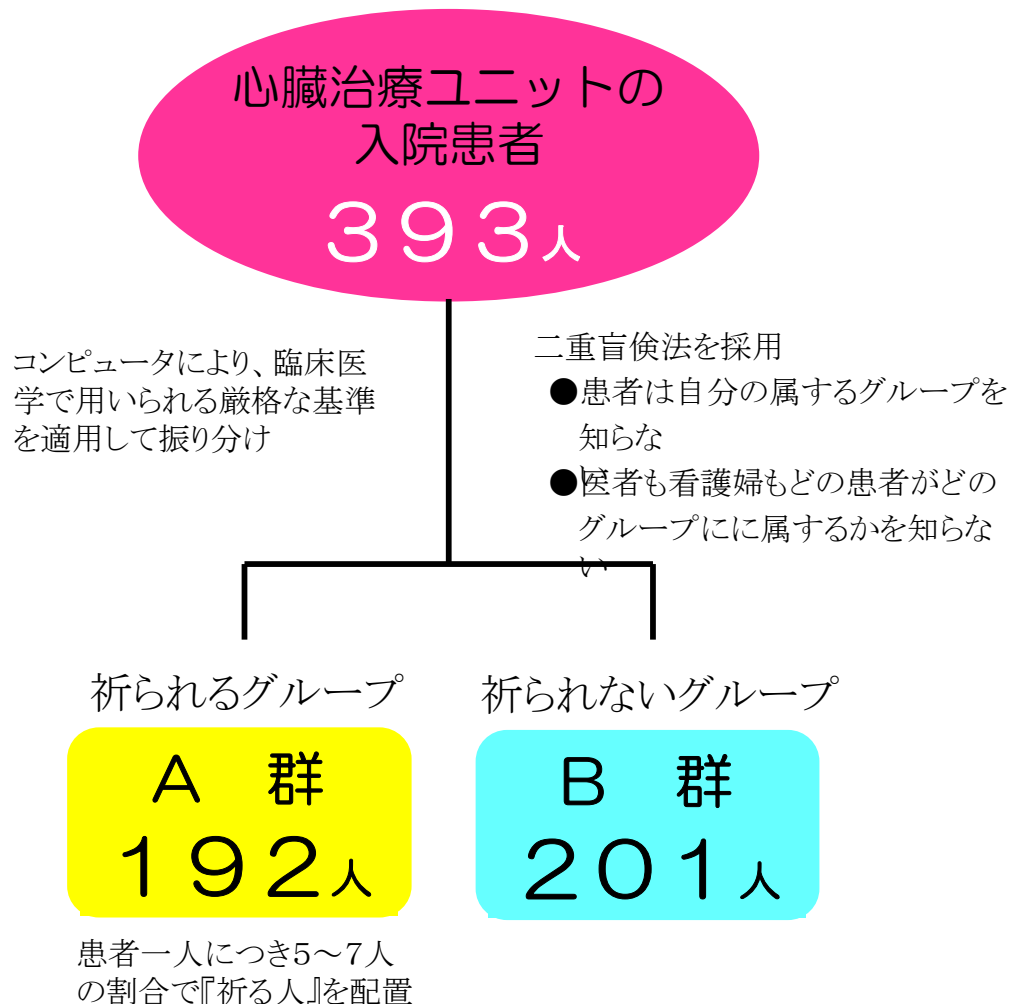 心臓治療ユニットの
入院患者
３９３人
コンピュータにより、臨床医
学で用いられる厳格な基準
を適用して振り分け
二重盲倹法を採用
●患者は自分の属するグループを
知らな
い
●医者も看護婦もどの患者がどの
グループにに属するかを知らな
い
祈られるグループ
Ａ　群
１９２人
患者一人につき5～7人
の割合で『祈る人』を配置
祈られないグループ
Ｂ　群
２０１人